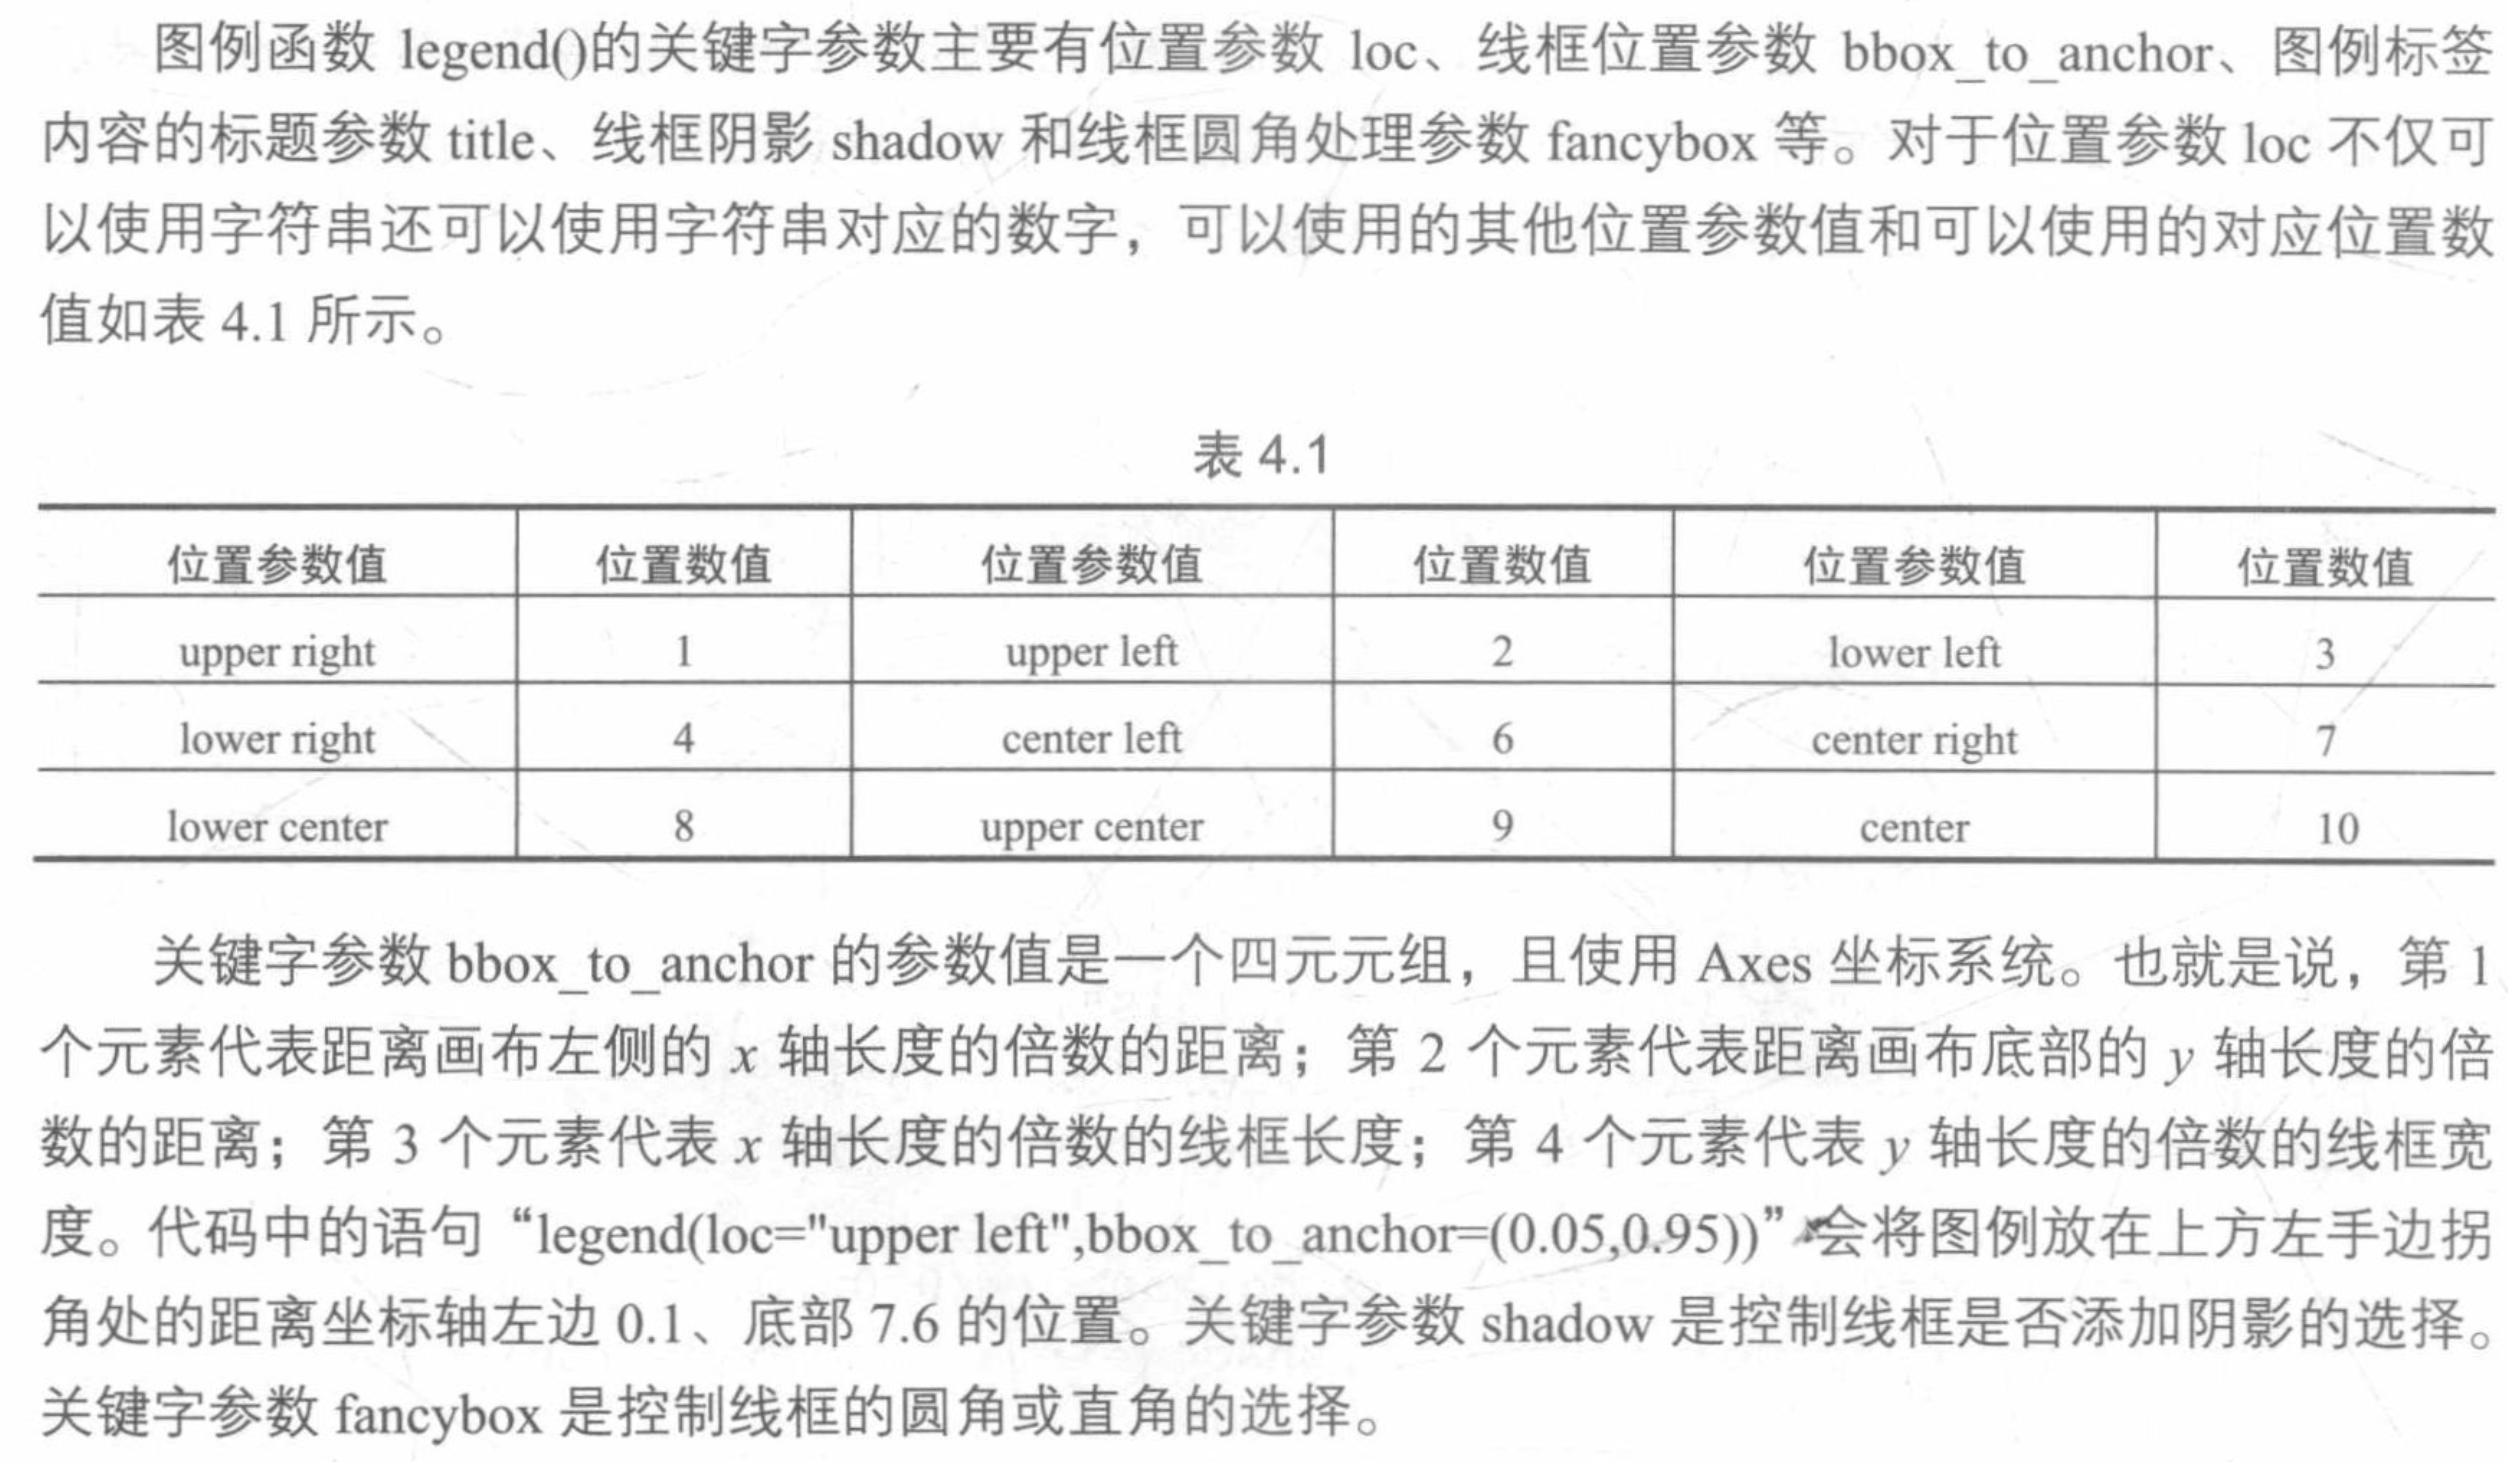 图例函数 legend()的关键字参数主要有位置参数 loc、线框位置参数 bbox_to_anchor、图例标签
内容的标题参数 title、线框阴影 shadow 和线框圆角处理参数 fancybox 等。对于位置参数 loc 不仅可
以使用字符串还可以使用字符串对应的数字，可以使用的其他位置参数值和可以使用的对应位置数
值如表 4.1 所示。
表 4.1
位置参数值 位置数值 位置参数值 位置数值 位置参数值 位置数值
upper right 1 upper left 2 lower left 3
lower right 4 center left 6 center right 7
lower center 8 upper center 9 center 10
关键字参数 bbox_to_anchor 的参数值是一个四元元组，且使用 Axes 坐标系统。也就是说，第 1
个元素代表距离画布左侧的 x 轴长度的倍数的距离；第 2 个元素代表距离画布底部的 y 轴长度的倍
数的距离；第 3 个元素代表 x 轴长度的倍数的线框长度；第 4 个元素代表 y 轴长度的倍数的线框宽
度。代码中的语句“legend(loc="upper left",bbox_to_anchor=(0.05,0.95))”会将图例放在上方左手边拐
角处的距离坐标轴左边 0.1、底部 7.6 的位置。关键字参数 shadow 是控制线框是否添加阴影的选择。
关键字参数 fancybox 是控制线框的圆角或直角的选择。